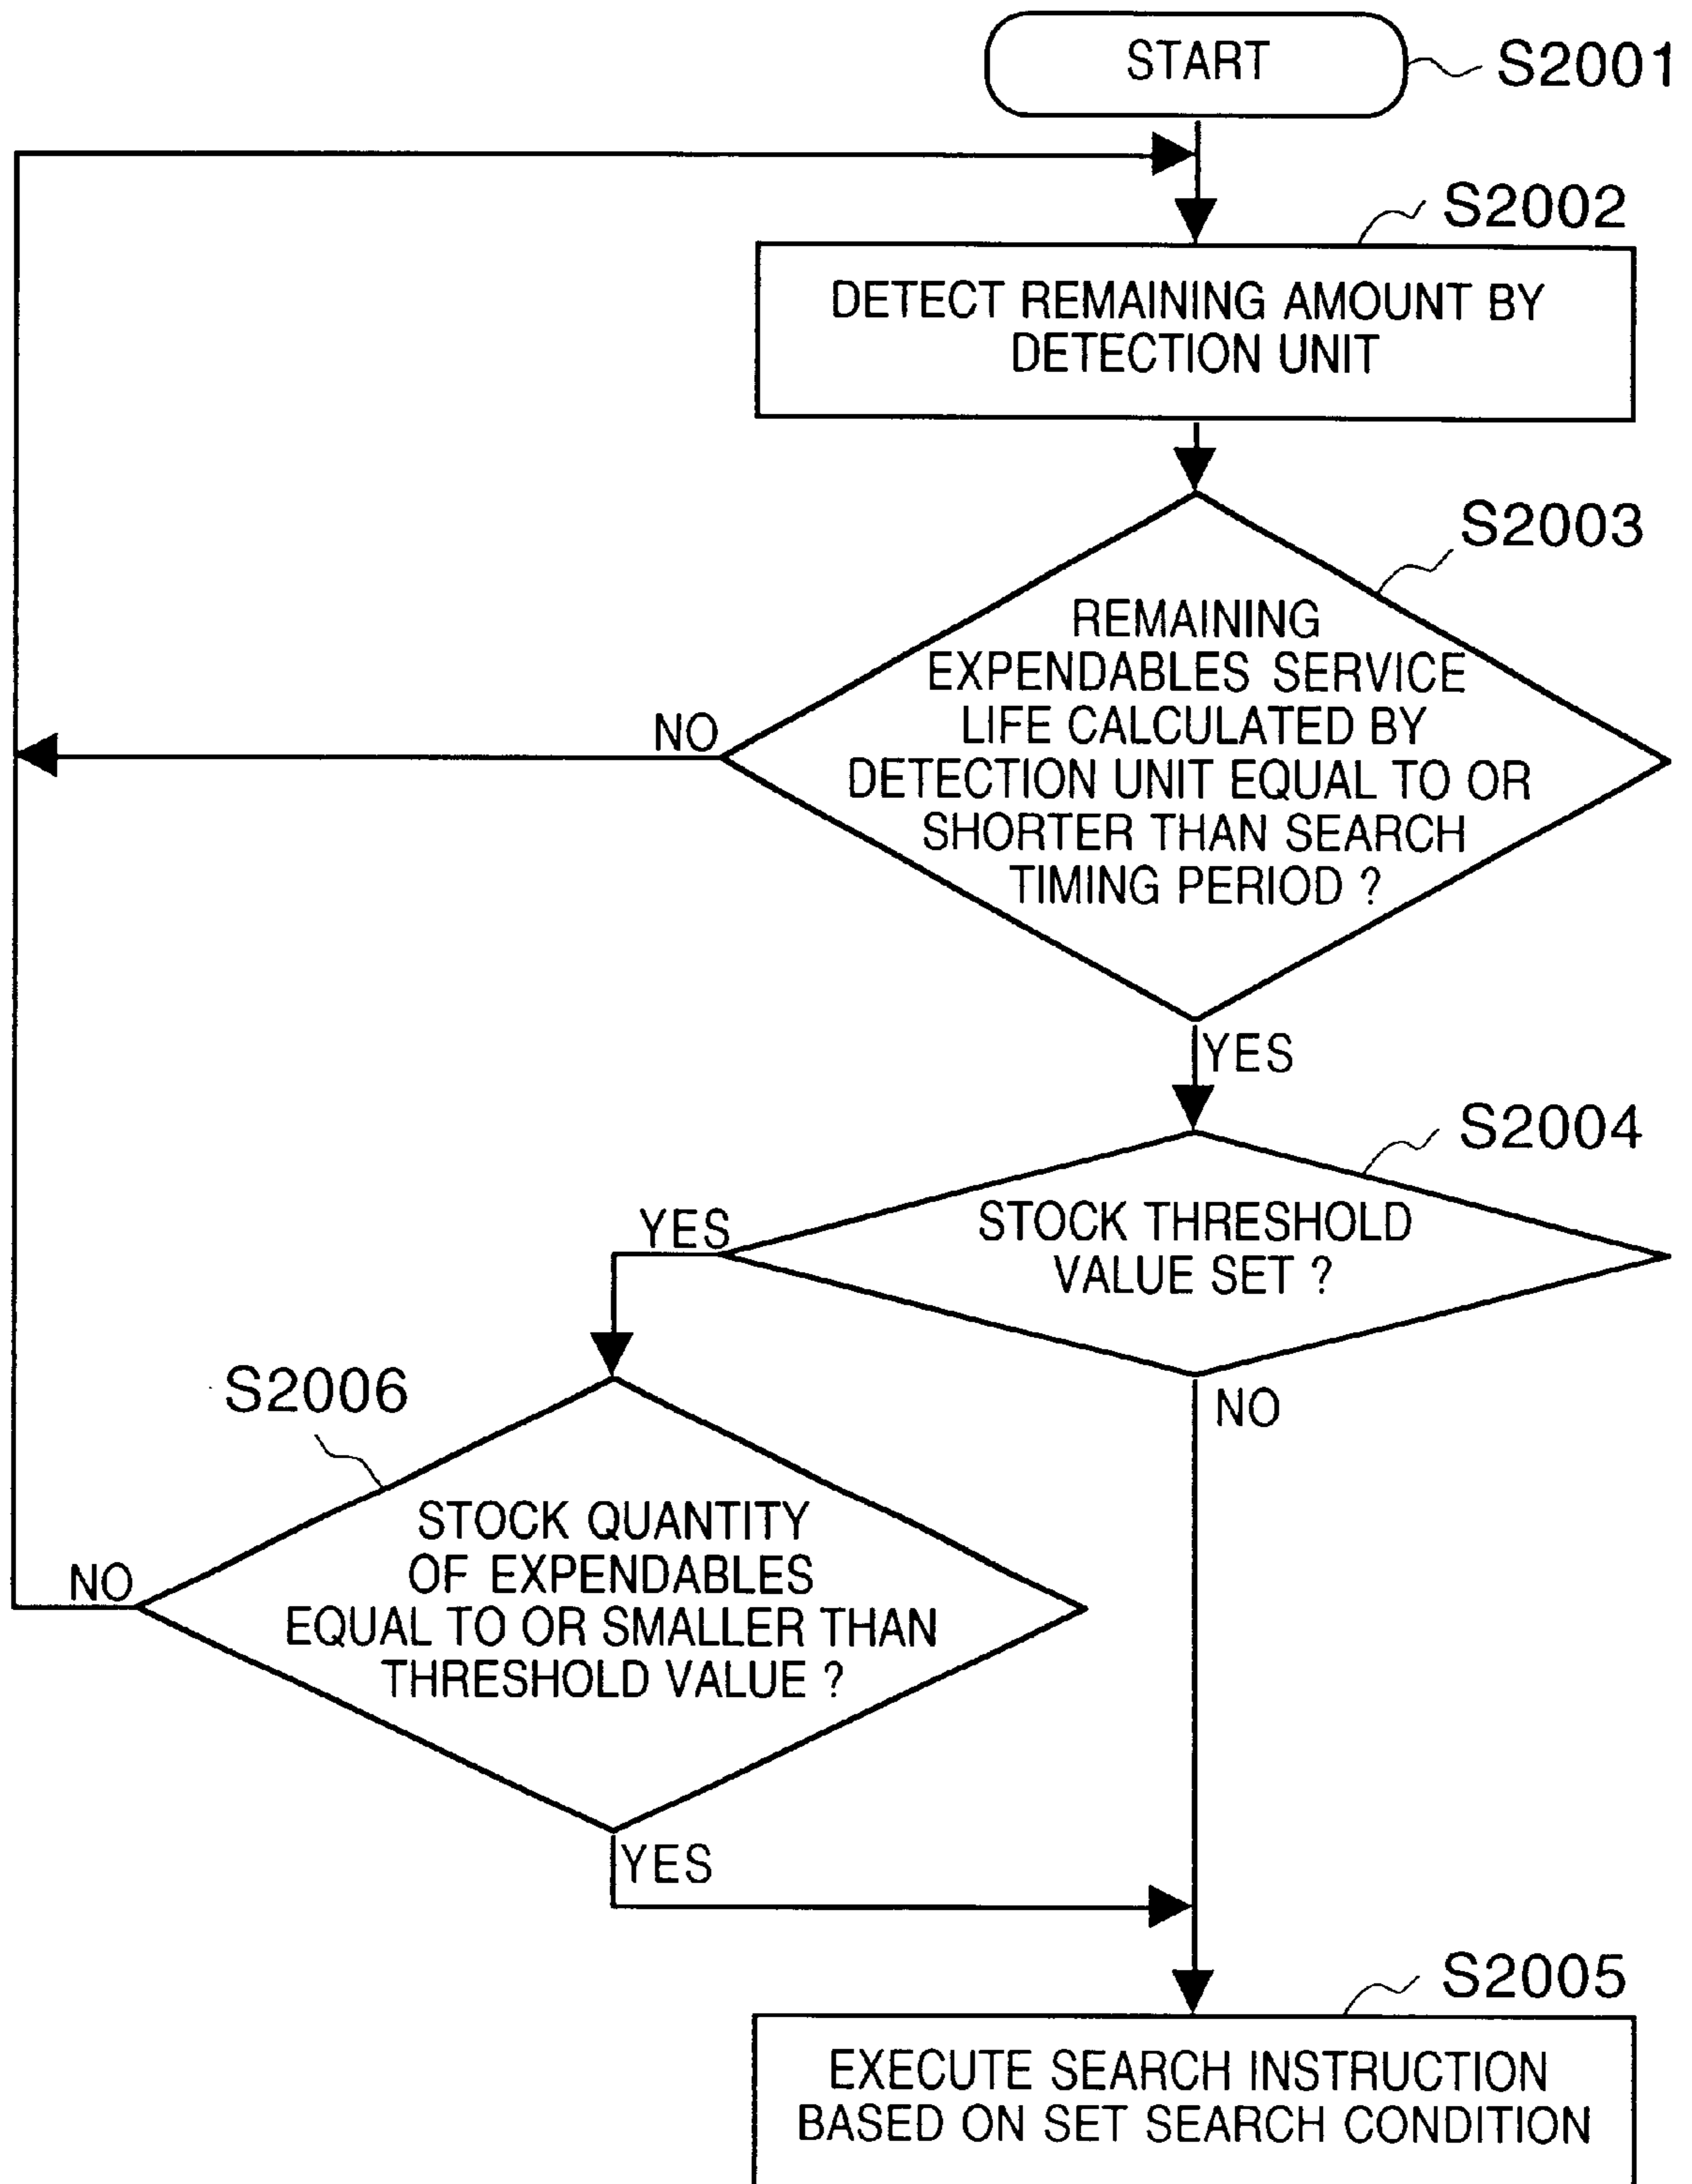 START
S2001
S2002
DETECT REMAINING AMOUNT BY
DETECTION UNIT
S2003
REMAINING
EXPENDABLES SERVICE
LIFE CALCULATED BY
DETECTION UNIT EQUAL TO OR
SHORTER THAN SEARCH
TIMING PERIOD ?
NO
YES
S2004
STOCK THRESHOLD
VALUE SET ?
YES
NO
S2006
STOCK QUANTITY
OF EXPENDABLES
EQUAL TO OR SMALLER THAN
THRESHOLD VALUE ?
NO
YES
S2005
EXECUTE SEARCH INSTRUCTION
BASED ON SET SEARCH CONDITION